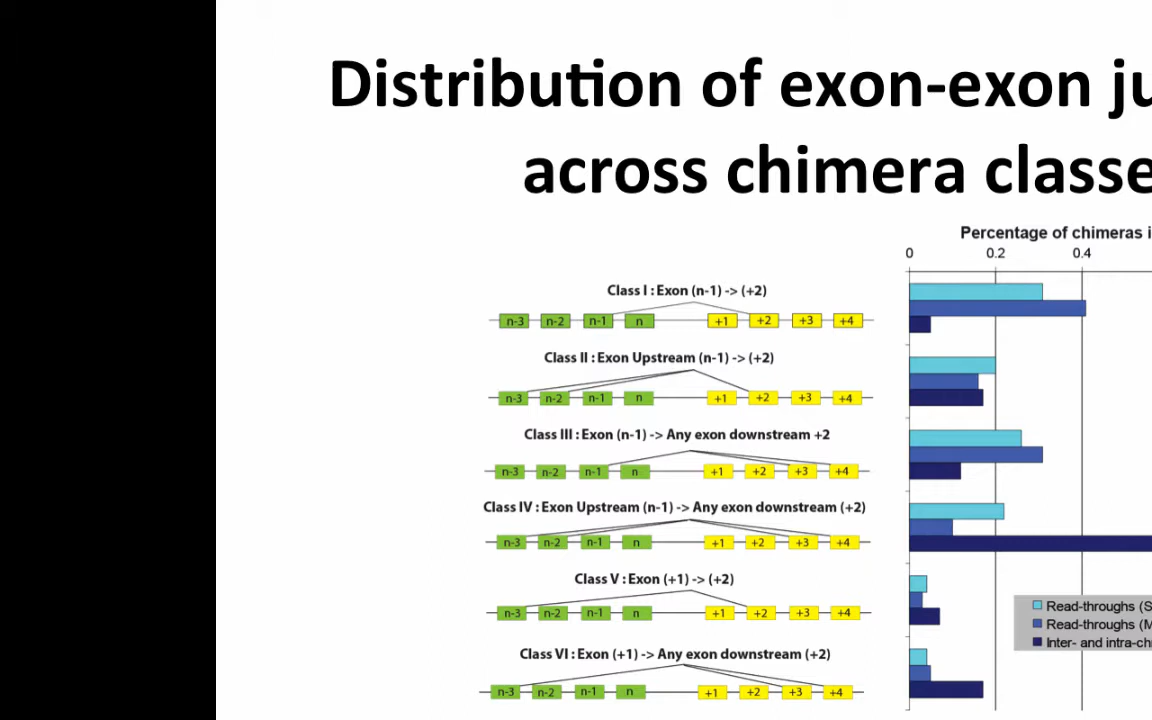 Distribution of exon-exon ju
across chimera classe
Percentage of chimeras i
0 0.2 0.4
Class I : Exon (n-1) -> (+2)
n-3 n-2 n-1 n +1 +2 +3 +4
Class II : Exon Upstream (n-1) -> (+2)
n-3 n-2 n-1 n +1 +2 +3 +4
Class III : Exon (n-1) -> Any exon downstream +2
n-3 n-2 n-1 n +1 +2 +3 +4
Class IV : Exon Upstream (n-1) -> Any exon downstream (+2)
n-3 n-2 n-1 n +1 +2 +3 +4
Class V : Exon (+1) -> (+2)
n-3 n-2 n-1 n +1 +2 +3 +4
Read-throughs (S
Read-throughs (M
Inter- and intra-ch
Class VI : Exon (+1) -> Any exon downstream (+2)
n-3 n-2 n-1 n +1 +2 +3 +4